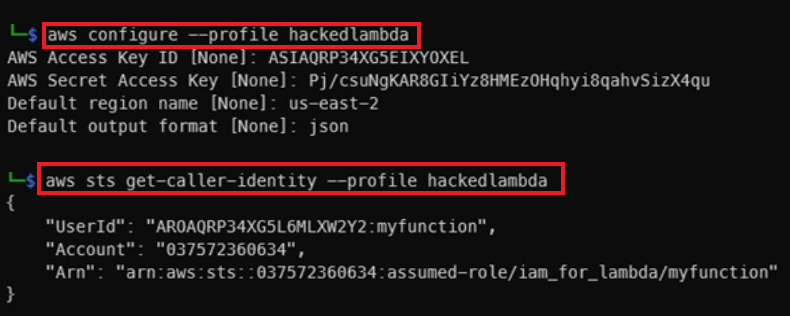 └─$ aws configure --profile hackedlambda
AWS Access Key ID [None]: ASIAQRP34XG5EIXYOXEL
AWS Secret Access Key [None]: Pj/csuNgKAR8GIiYz8HMEzOHqhyi8qahvSizX4qu
Default region name [None]: us-east-2
Default output format [None]: json
└─$ aws sts get-caller-identity --profile hackedlambda
{
    "UserId": "AROAQRP34XG5L6MLXW2Y2:myfunction",
    "Account": "037572360634",
    "Arn": "arn:aws:sts::037572360634:assumed-role/iam_for_lambda/myfunction"
}